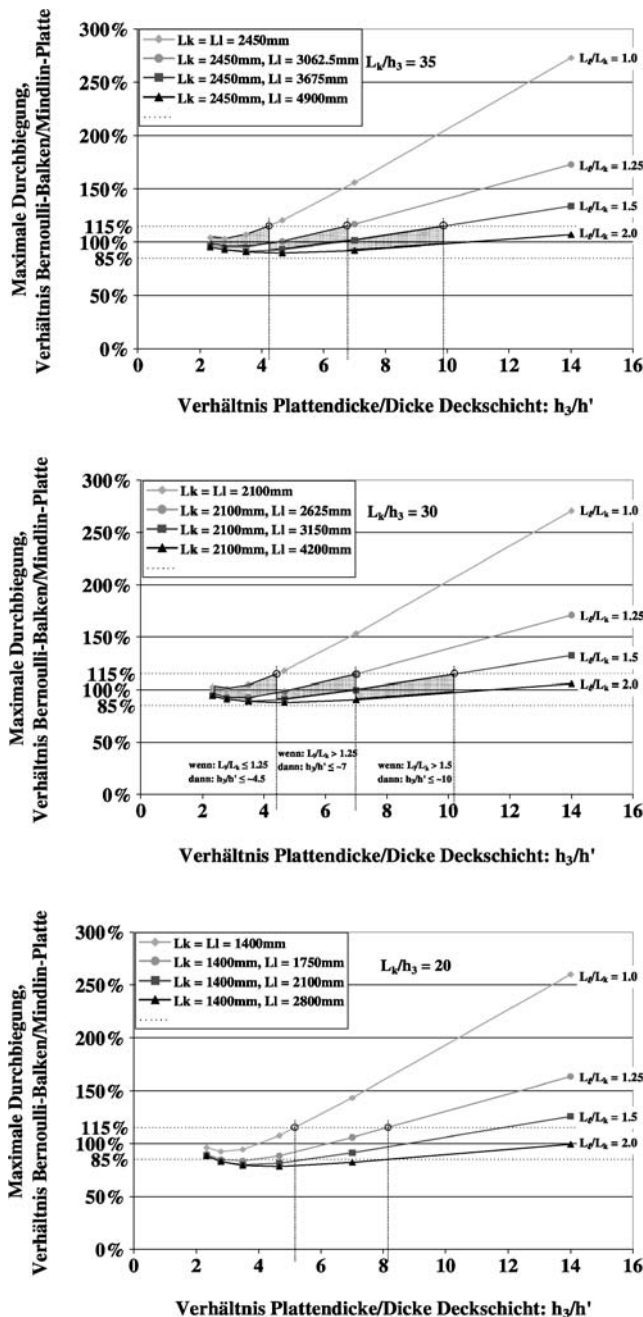 Maximale Durchbiegung,
Verhältnis Bernoulli-Balken/Mindlin-Platte
300%
250%
200%
150%
115%
100%
85%
50%
0%
Lk = Ll = 2450mm
Lk = 2450mm, Ll = 3062.5mm
Lk = 2450mm, Ll = 3675mm
Lk = 2450mm, Ll = 4900mm
Lk/h3 = 35
Lℓ/Lk = 1.0
Lℓ/Lk = 1.25
Lℓ/Lk = 1.5
Lℓ/Lk = 2.0
0 2 4 6 8 10 12 14 16
Verhältnis Plattendicke/Dicke Deckschicht: h3/h'
Maximale Durchbiegung,
Verhältnis Bernoulli-Balken/Mindlin-Platte
300%
250%
200%
150%
115%
100%
85%
50%
0%
Lk = Ll = 2100mm
Lk = 2100mm, Ll = 2625mm
Lk = 2100mm, Ll = 3150mm
Lk = 2100mm, Ll = 4200mm
Lk/h3 = 30
Lℓ/Lk = 1.0
Lℓ/Lk = 1.25
Lℓ/Lk = 1.5
Lℓ/Lk = 2.0
wenn: Lℓ/Lk ≤ 1.25
dann: h3/h' ≤ ~4.5
wenn: Lℓ/Lk > 1.25
dann: h3/h' ≤ ~7
wenn: Lℓ/Lk > 1.5
dann: h3/h' ≤ ~10
0 2 4 6 8 10 12 14 16
Verhältnis Plattendicke/Dicke Deckschicht: h3/h'
Maximale Durchbiegung,
Verhältnis Bernoulli-Balken/Mindlin-Platte
300%
250%
200%
150%
115%
100%
85%
50%
0%
Lk = Ll = 1400mm
Lk = 1400mm, Ll = 1750mm
Lk = 1400mm, Ll = 2100mm
Lk = 1400mm, Ll = 2800mm
Lk/h3 = 20
Lℓ/Lk = 1.0
Lℓ/Lk = 1.25
Lℓ/Lk = 1.5
Lℓ/Lk = 2.0
0 2 4 6 8 10 12 14 16
Verhältnis Plattendicke/Dicke Deckschicht: h3/h'